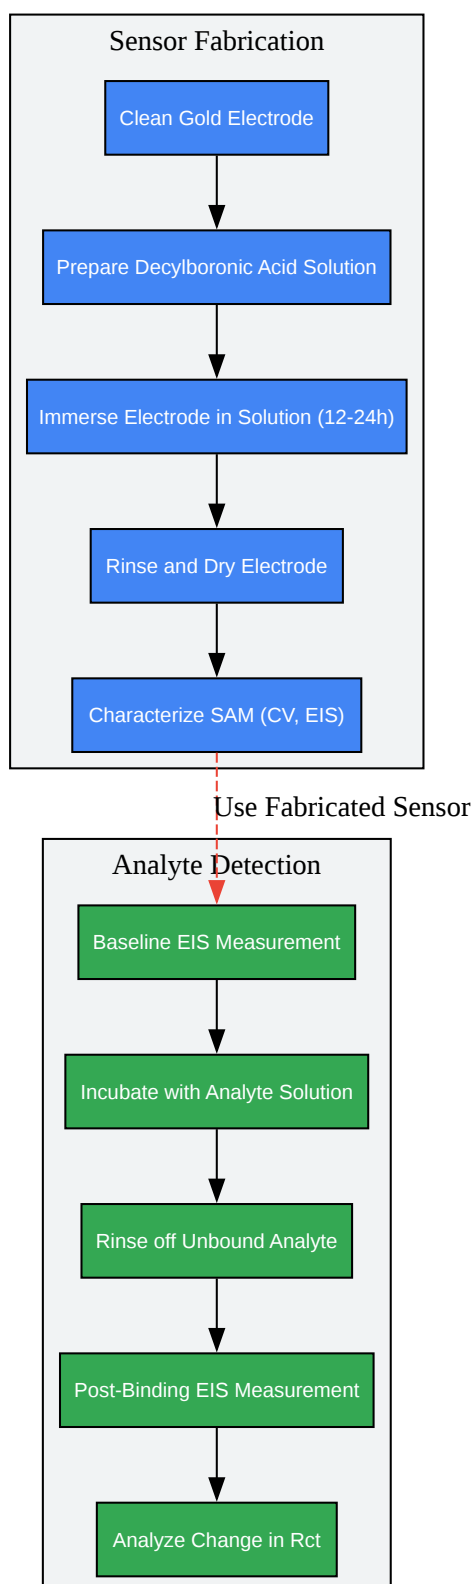 Sensor Fabrication
Clean Gold Electrode
Prepare Decylboronic Acid Solution
Immerse Electrode in Solution (12-24h)
Rinse and Dry Electrode
Characterize SAM (CV, EIS)
Use Fabricated Sensor
Analyte Detection
Baseline EIS Measurement
Incubate with Analyte Solution
Rinse off Unbound Analyte
Post-Binding EIS Measurement
Analyze Change in Rct